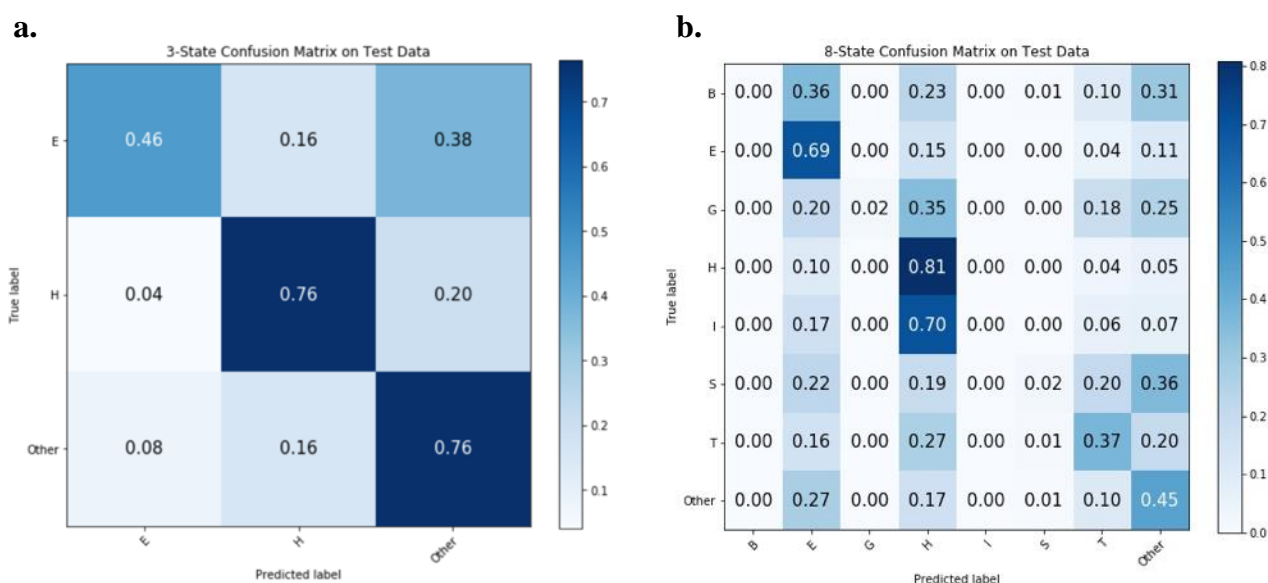 a.
3-State Confusion Matrix on Test Data
E
0.46 0.16 0.38
H
0.04 0.76 0.20
Other
0.08 0.16 0.76
E H Other
True label
Predicted label
0.7
0.6
0.5
0.4
0.3
0.2
0.1
b.
8-State Confusion Matrix on Test Data
B 0.00 0.36 0.00 0.23 0.00 0.01 0.10 0.31
E 0.00 0.69 0.00 0.15 0.00 0.00 0.04 0.11
G 0.00 0.20 0.02 0.35 0.00 0.00 0.18 0.25
H 0.00 0.10 0.00 0.81 0.00 0.00 0.04 0.05
I 0.00 0.17 0.00 0.70 0.00 0.00 0.06 0.07
S 0.00 0.22 0.00 0.19 0.00 0.02 0.20 0.36
T 0.00 0.16 0.00 0.27 0.00 0.01 0.37 0.20
Other 0.00 0.27 0.00 0.17 0.00 0.01 0.10 0.45
B E G H I S T Other
True label
Predicted label
0.8
0.7
0.6
0.5
0.4
0.3
0.2
0.1
0.0